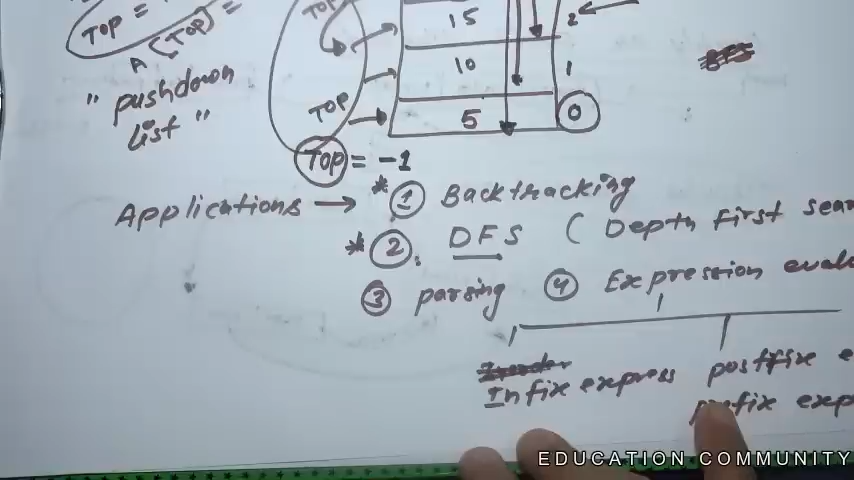 TOP =
A (TOP) =
" pushdown
list "
TOP
15
2
10
1
TOP
5
0
TOP = -1
Applications → * 1 Backtracking
* 2. DFS ( Depth first sear
3 parsing 4 Expression evalu
Infix express postfix e
prefix exp
EDUCATION COMMUNITY